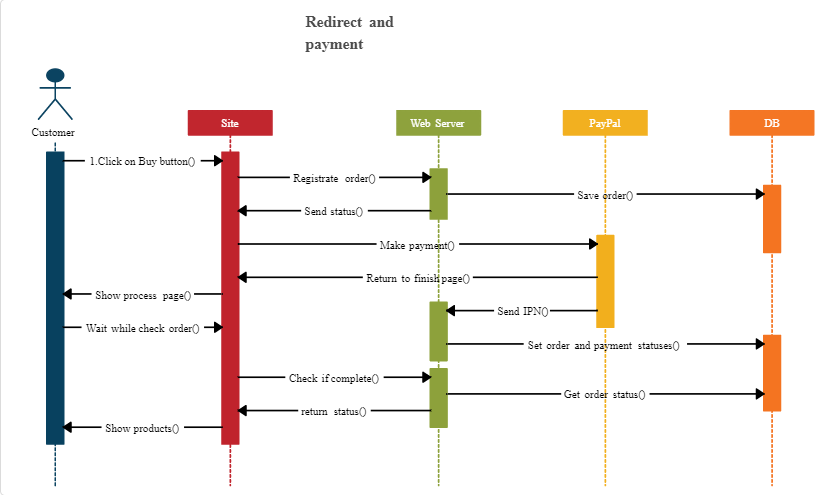 Redirect and
payment
Customer
Site
Web Server
PayPal
DB
1.Click on Buy button()
Registrate order()
Save order()
Send status()
Make payment()
Return to finish page()
Show process page()
Send IPN()
Wait while check order()
Set order and payment statuses()
Check if complete()
Get order status()
return status()
Show products()